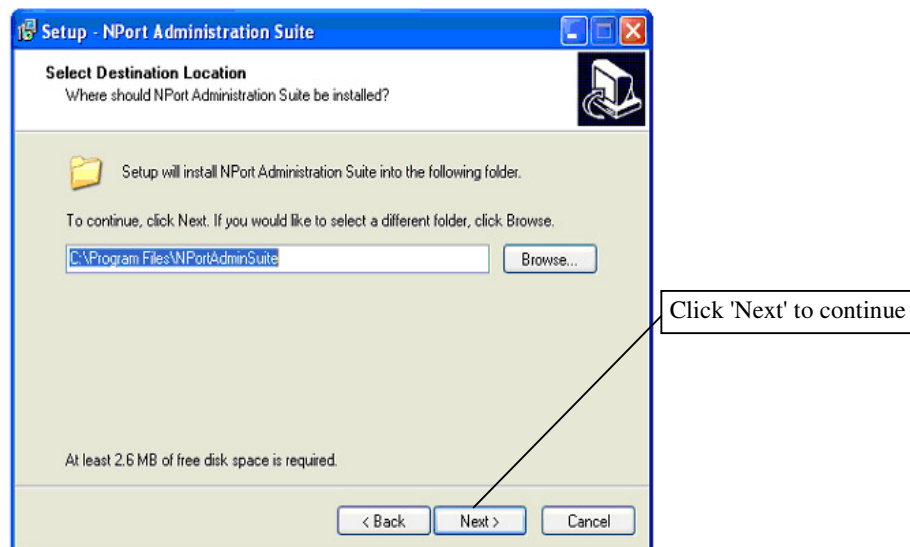 Setup - NPort Administration Suite
Select Destination Location
Where should NPort Administration Suite be installed?
Setup will install NPort Administration Suite into the following folder.
To continue, click Next. If you would like to select a different folder, click Browse.
C:\Program Files\NPortAdminSuite
Browse...
Click 'Next' to continue
At least 2.6 MB of free disk space is required.
< Back
Next >
Cancel